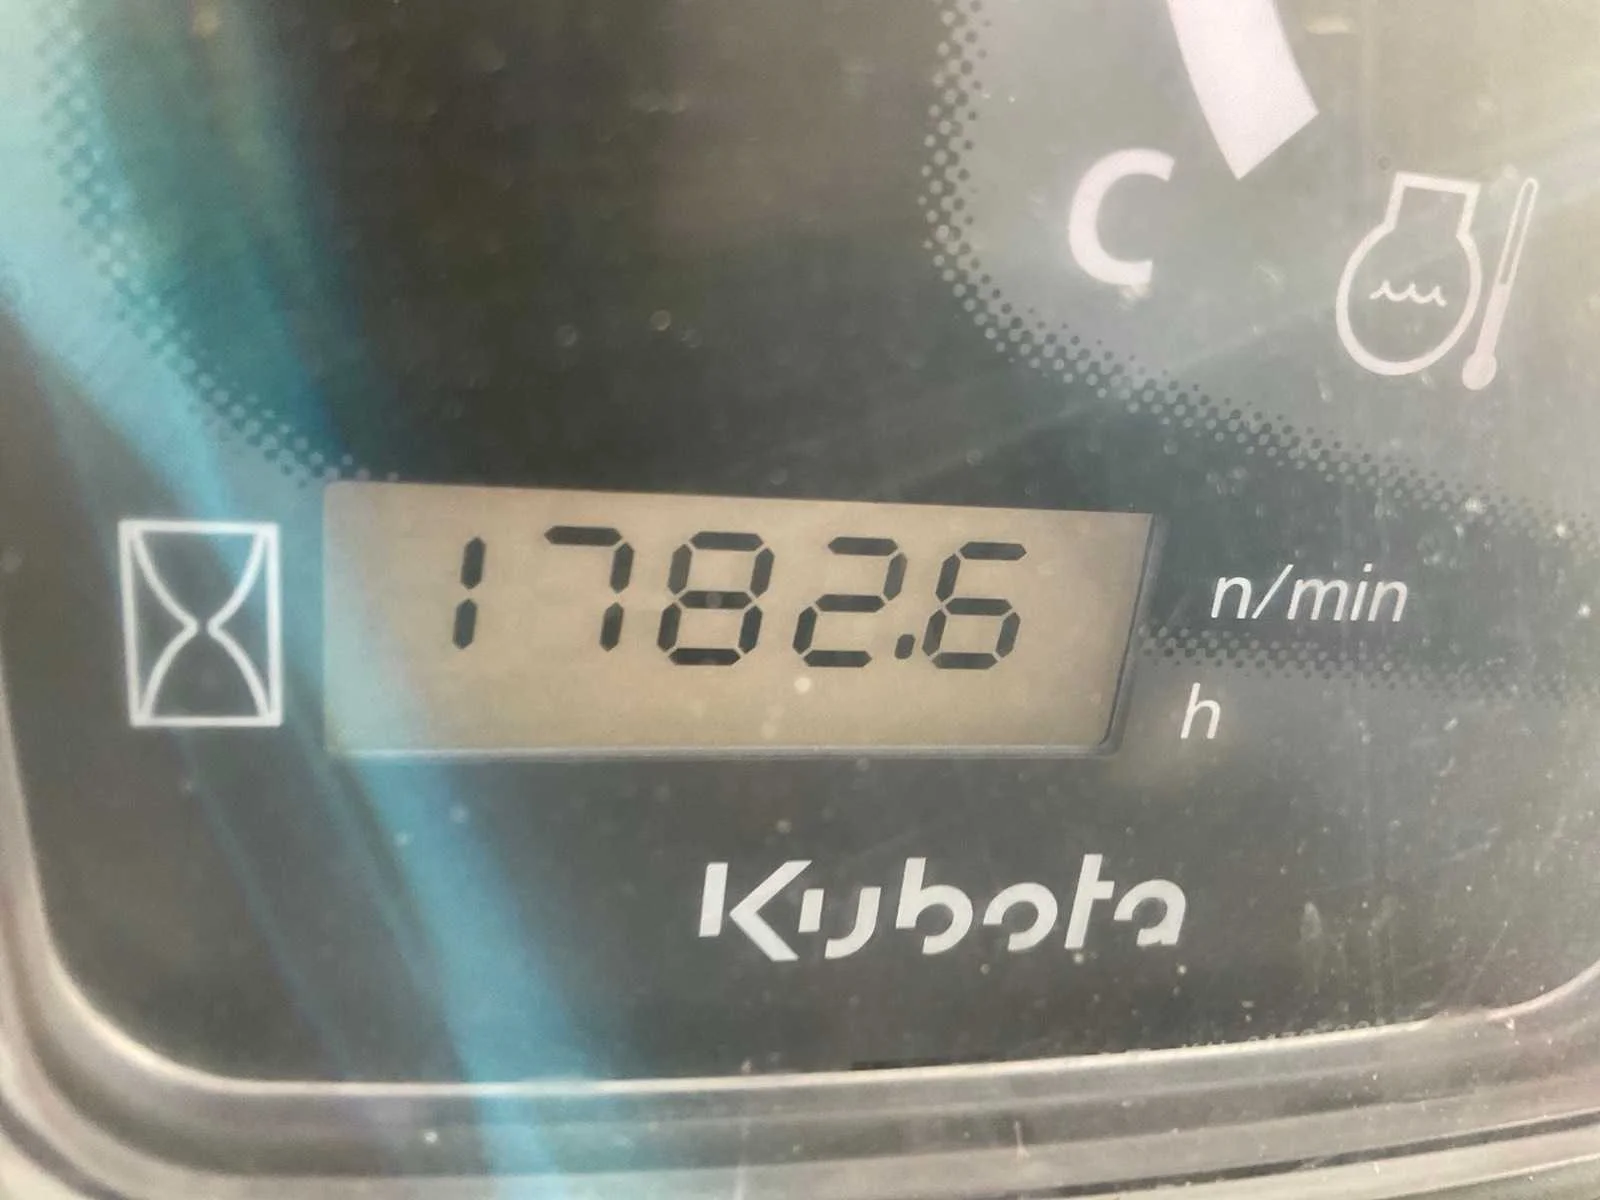 C
1782.6
n/min
h
Kubota